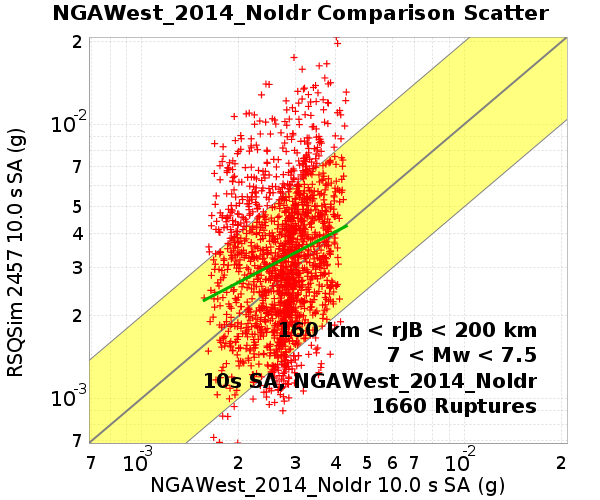 NGAWest_2014_NoIdr Comparison Scatter
RSQSim 2457 10.0 s SA (g)
2
10-2
7
5
4
3
2
10-3
7
160 km < rJB < 200 km
7 < Mw < 7.5
10s SA, NGAWest_2014_NoIdr
1660 Ruptures
7 10-3 2 3 4 5 6 7 10-2 2
NGAWest_2014_NoIdr 10.0 s SA (g)